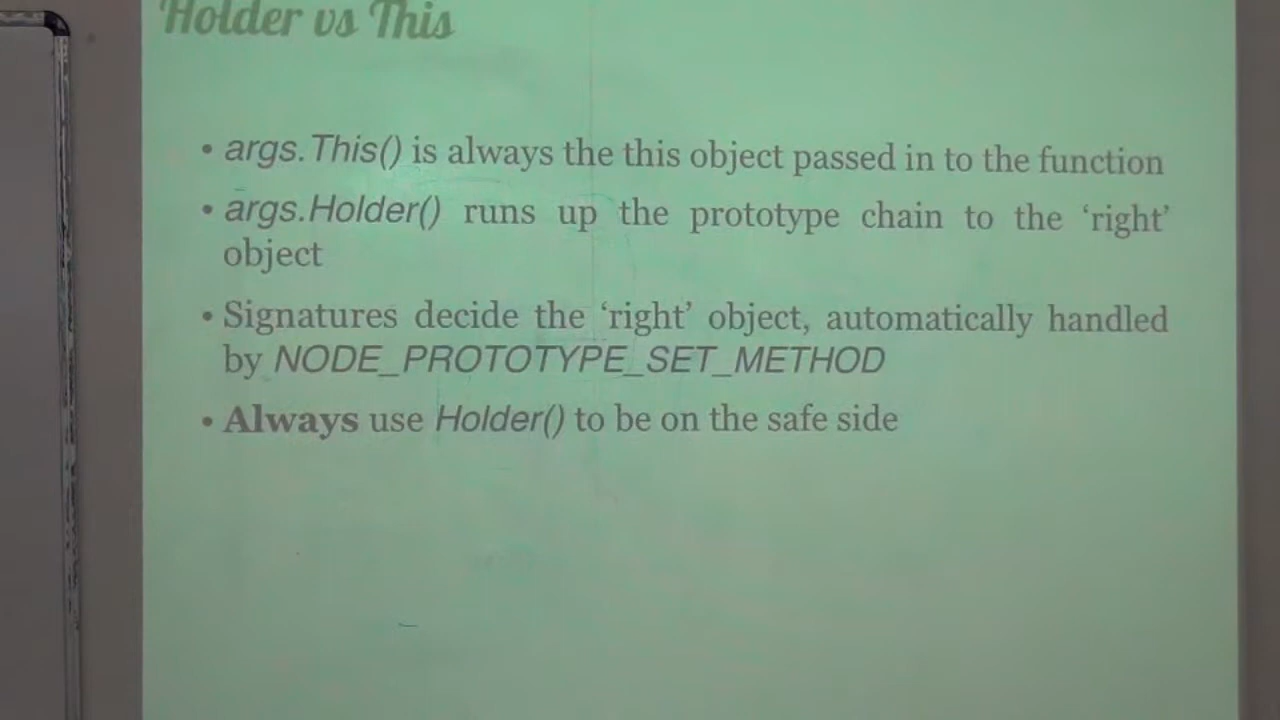 Holder vs This
• args.This() is always the this object passed in to the function
• args.Holder() runs up the prototype chain to the ‘right’
object
• Signatures decide the ‘right’ object, automatically handled
by NODE_PROTOTYPE_SET_METHOD
• Always use Holder() to be on the safe side